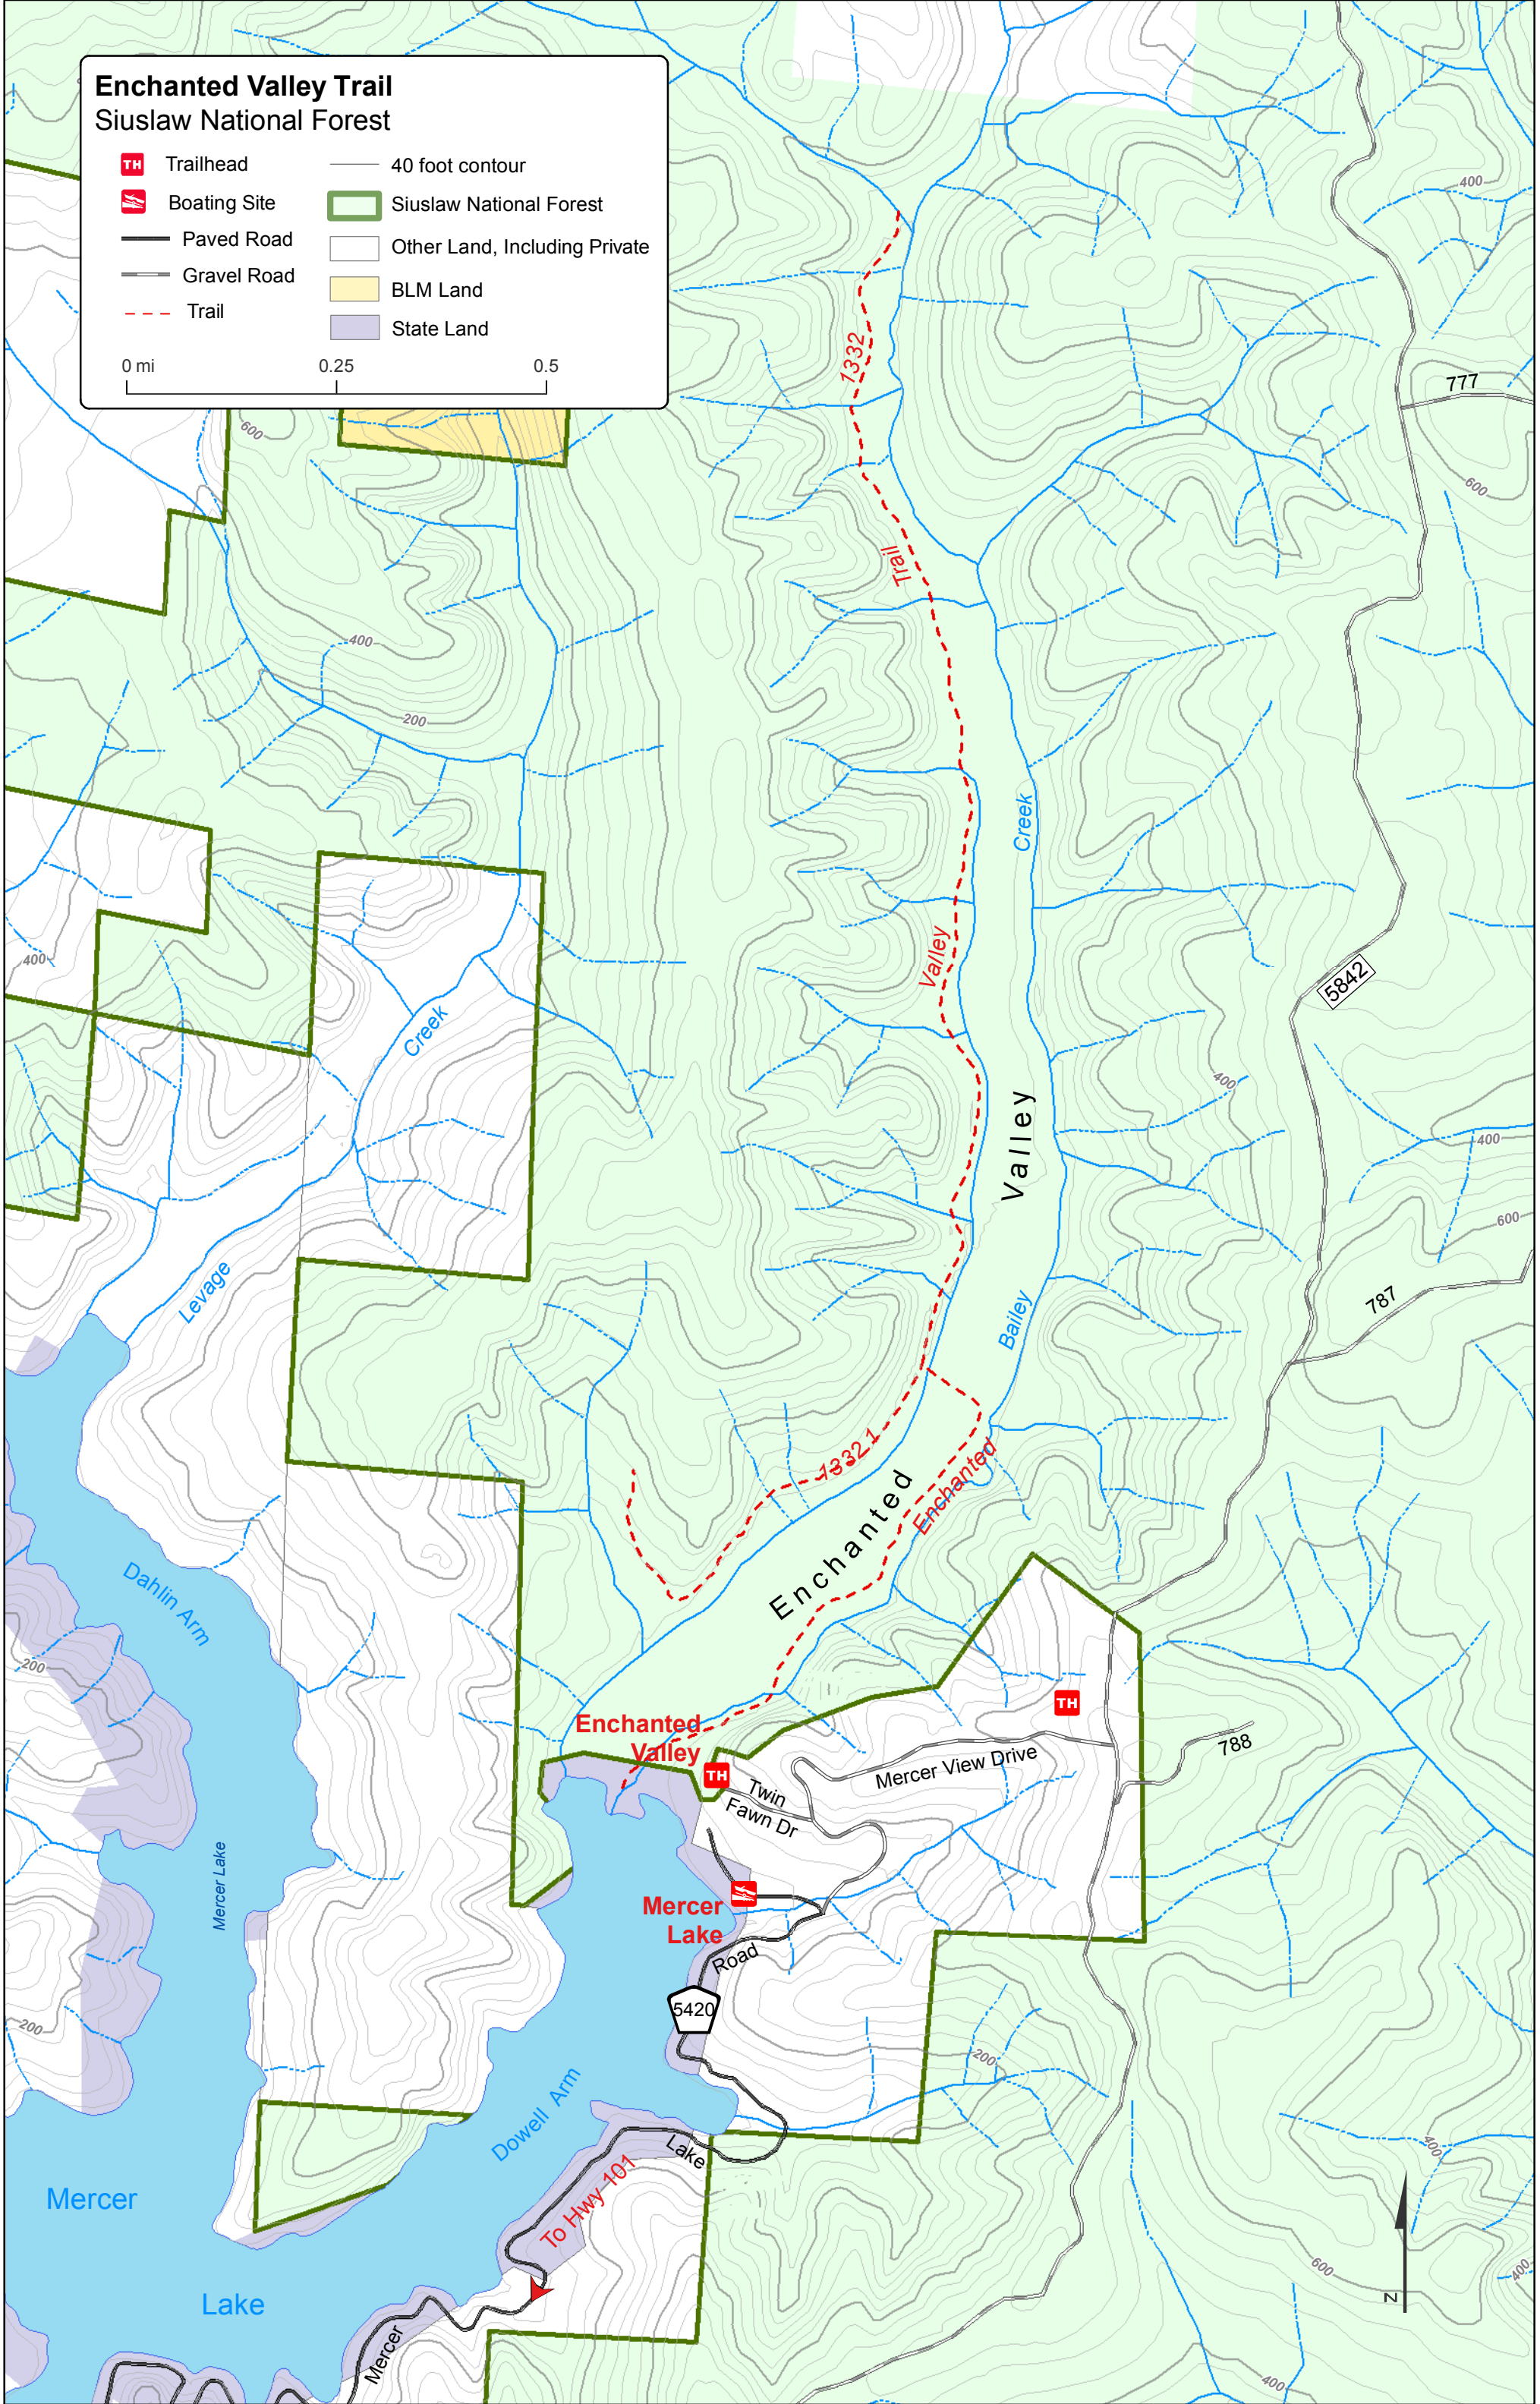 Enchanted Valley Trail
Siuslaw National Forest
TH Trailhead
Boating Site
Paved Road
Gravel Road
Trail
40 foot contour
Siuslaw National Forest
Other Land, Including Private
BLM Land
State Land
0 mi 0.25 0.5
400
777
600
600
1332
Trail
400
200
Creek
Valley
400
5842
Creek
400
Valley
400
600
Levage
787
Bailey
1332.1
Enchanted
Enchanted
Dahlin Arm
200
TH
Enchanted
Valley
TH
788
Mercer View Drive
Twin
Fawn Dr
Mercer Lake
Mercer
Lake
Road
5420
200
200
Dowell Arm
Lake
400
To Hwy 101
Mercer
600
400
N
Lake
Mercer
400